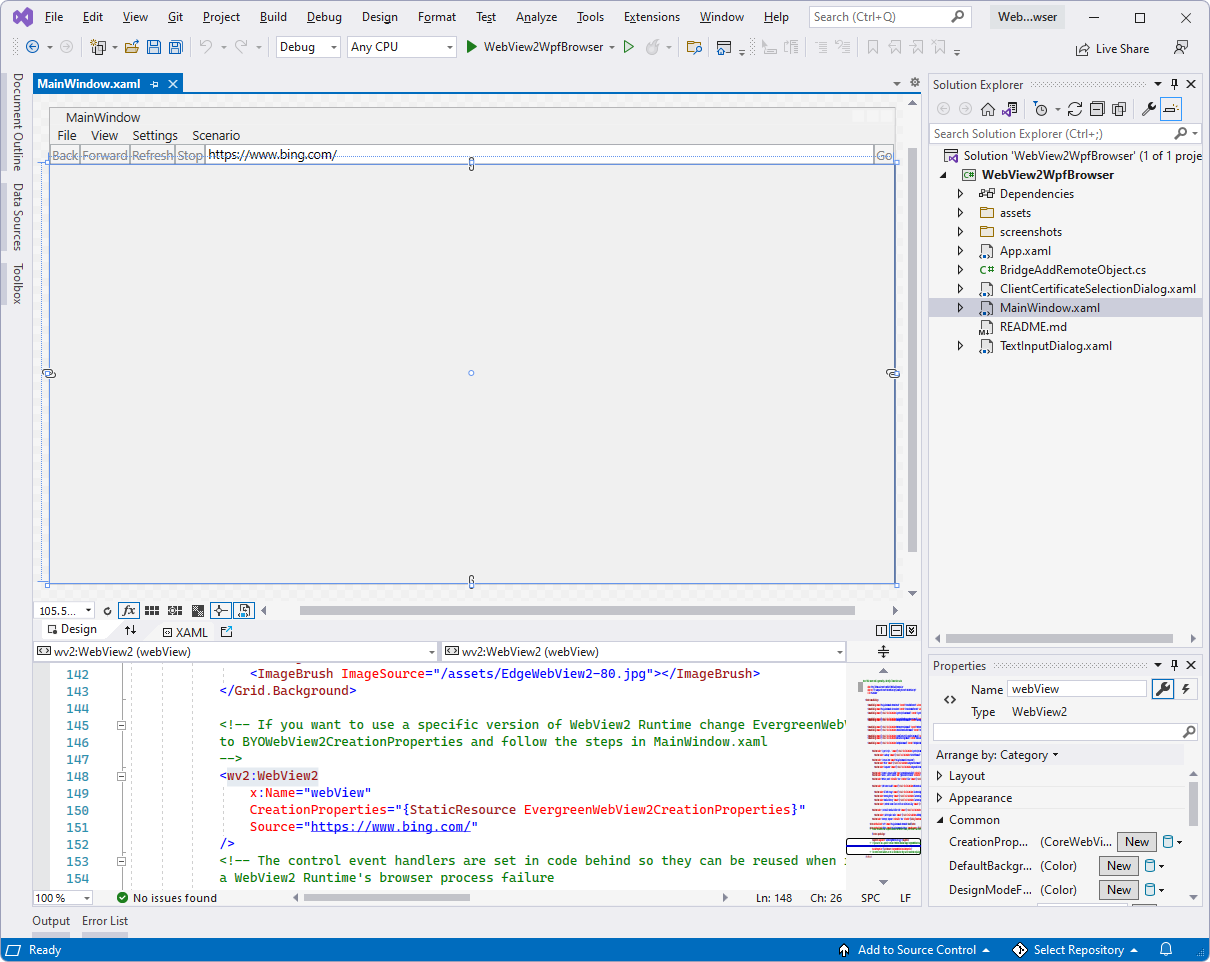 File Edit View Git Project Build Debug Design Format Test Analyze Tools Extensions Window Help Search (Ctrl+Q) Web...wser
Debug Any CPU WebView2WpfBrowser Live Share
Document Outline
Data Sources
Toolbox
MainWindow.xaml
MainWindow
File View Settings Scenario
Back Forward Refresh Stop https://www.bing.com/ Go
105.5... fx
Design XAML
wv2:WebView2 (webView) wv2:WebView2 (webView)
142 <ImageBrush ImageSource="/assets/EdgeWebView2-80.jpg"></ImageBrush>
143 </Grid.Background>
144
145 <!-- If you want to use a specific version of WebView2 Runtime change EvergreenWeb
146 to BYOWebView2CreationProperties and follow the steps in MainWindow.xaml
147 -->
148 <wv2:WebView2
149 x:Name="webView"
150 CreationProperties="{StaticResource EvergreenWebView2CreationProperties}"
151 Source="https://www.bing.com/"
152 />
153 <!-- The control event handlers are set in code behind so they can be reused when
154 a WebView2 Runtime's browser process failure
100 % No issues found Ln: 148 Ch: 26 SPC LF
Output Error List
Solution Explorer
Search Solution Explorer (Ctrl+;)
Solution 'WebView2WpfBrowser' (1 of 1 proje
C# WebView2WpfBrowser
Dependencies
assets
screenshots
App.xaml
C# BridgeAddRemoteObject.cs
ClientCertificateSelectionDialog.xaml
MainWindow.xaml
README.md
TextInputDialog.xaml
Properties
Name webView
Type WebView2
Arrange by: Category
Layout
Appearance
Common
CreationProp... (CoreWebVi... New
DefaultBackgr... (Color) New
DesignModeF... (Color) New
Ready Add to Source Control Select Repository